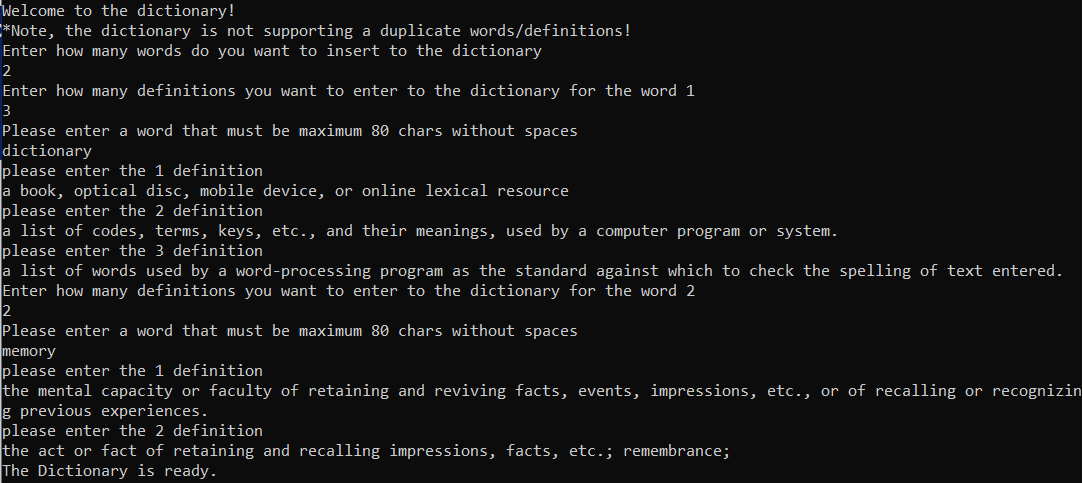 Welcome to the dictionary!
*Note, the dictionary is not supporting a duplicate words/definitions!
Enter how many words do you want to insert to the dictionary
2
Enter how many definitions you want to enter to the dictionary for the word 1
3
Please enter a word that must be maximum 80 chars without spaces
dictionary
please enter the 1 definition
a book, optical disc, mobile device, or online lexical resource
please enter the 2 definition
a list of codes, terms, keys, etc., and their meanings, used by a computer program or system.
please enter the 3 definition
a list of words used by a word-processing program as the standard against which to check the spelling of text entered.
Enter how many definitions you want to enter to the dictionary for the word 2
2
Please enter a word that must be maximum 80 chars without spaces
memory
please enter the 1 definition
the mental capacity or faculty of retaining and reviving facts, events, impressions, etc., or of recalling or recognizin
g previous experiences.
please enter the 2 definition
the act or fact of retaining and recalling impressions, facts, etc.; remembrance;
The Dictionary is ready.